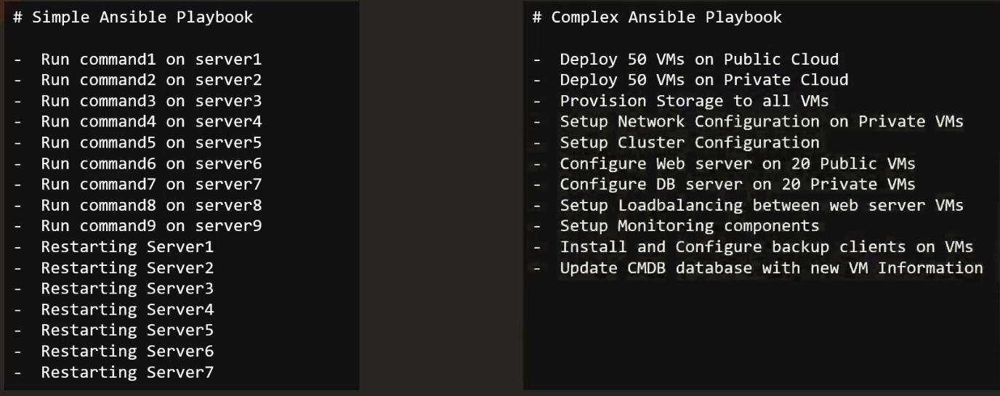 # Simple Ansible Playbook
- Run command1 on server1
- Run command2 on server2
- Run command3 on server3
- Run command4 on server4
- Run command5 on server5
- Run command6 on server6
- Run command7 on server7
- Run command8 on server8
- Run command9 on server9
- Restarting Server1
- Restarting Server2
- Restarting Server3
- Restarting Server4
- Restarting Server5
- Restarting Server6
- Restarting Server7
# Complex Ansible Playbook
- Deploy 50 VMs on Public Cloud
- Deploy 50 VMs on Private Cloud
- Provision Storage to all VMs
- Setup Network Configuration on Private VMs
- Setup Cluster Configuration
- Configure Web server on 20 Public VMs
- Configure DB server on 20 Private VMs
- Setup Loadbalancing between web server VMs
- Setup Monitoring components
- Install and Configure backup clients on VMs
- Update CMDB database with new VM Information